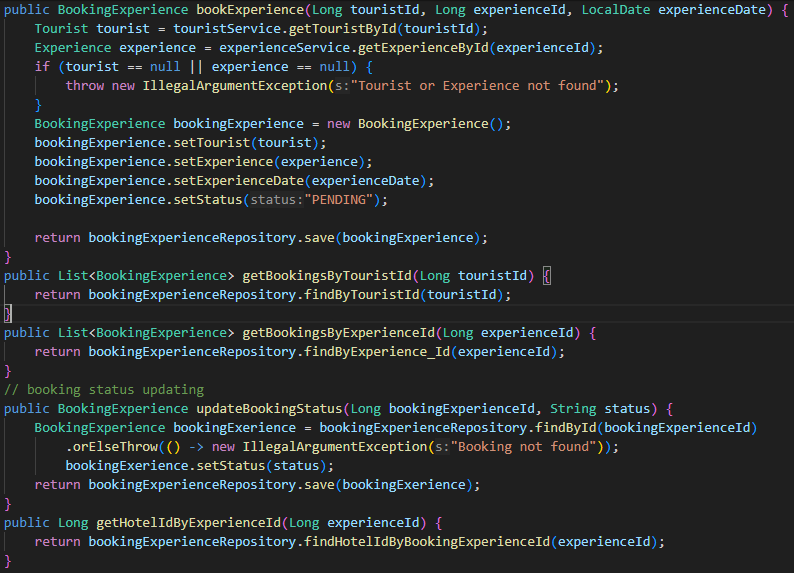 public BookingExperience bookExperience(Long touristId, Long experienceId, LocalDate experienceDate) {
    Tourist tourist = touristService.getTouristById(touristId);
    Experience experience = experienceService.getExperienceById(experienceId);
    if (tourist == null || experience == null) {
        throw new IllegalArgumentException(s:"Tourist or Experience not found");
    }
    BookingExperience bookingExperience = new BookingExperience();
    bookingExperience.setTourist(tourist);
    bookingExperience.setExperience(experience);
    bookingExperience.setExperienceDate(experienceDate);
    bookingExperience.setStatus(status:"PENDING");

    return bookingExperienceRepository.save(bookingExperience);
}
public List<BookingExperience> getBookingsByTouristId(Long touristId) {
    return bookingExperienceRepository.findByTouristId(touristId);
}
public List<BookingExperience> getBookingsByExperienceId(Long experienceId) {
    return bookingExperienceRepository.findByExperience_Id(experienceId);
}
// booking status updating
public BookingExperience updateBookingStatus(Long bookingExperienceId, String status) {
    BookingExperience bookingExerience = bookingExperienceRepository.findById(bookingExperienceId)
        .orElseThrow(() -> new IllegalArgumentException(s:"Booking not found"));
        bookingExerience.setStatus(status);
    return bookingExperienceRepository.save(bookingExerience);
}
public Long getHotelIdByExperienceId(Long experienceId) {
    return bookingExperienceRepository.findHotelIdByBookingExperienceId(experienceId);
}